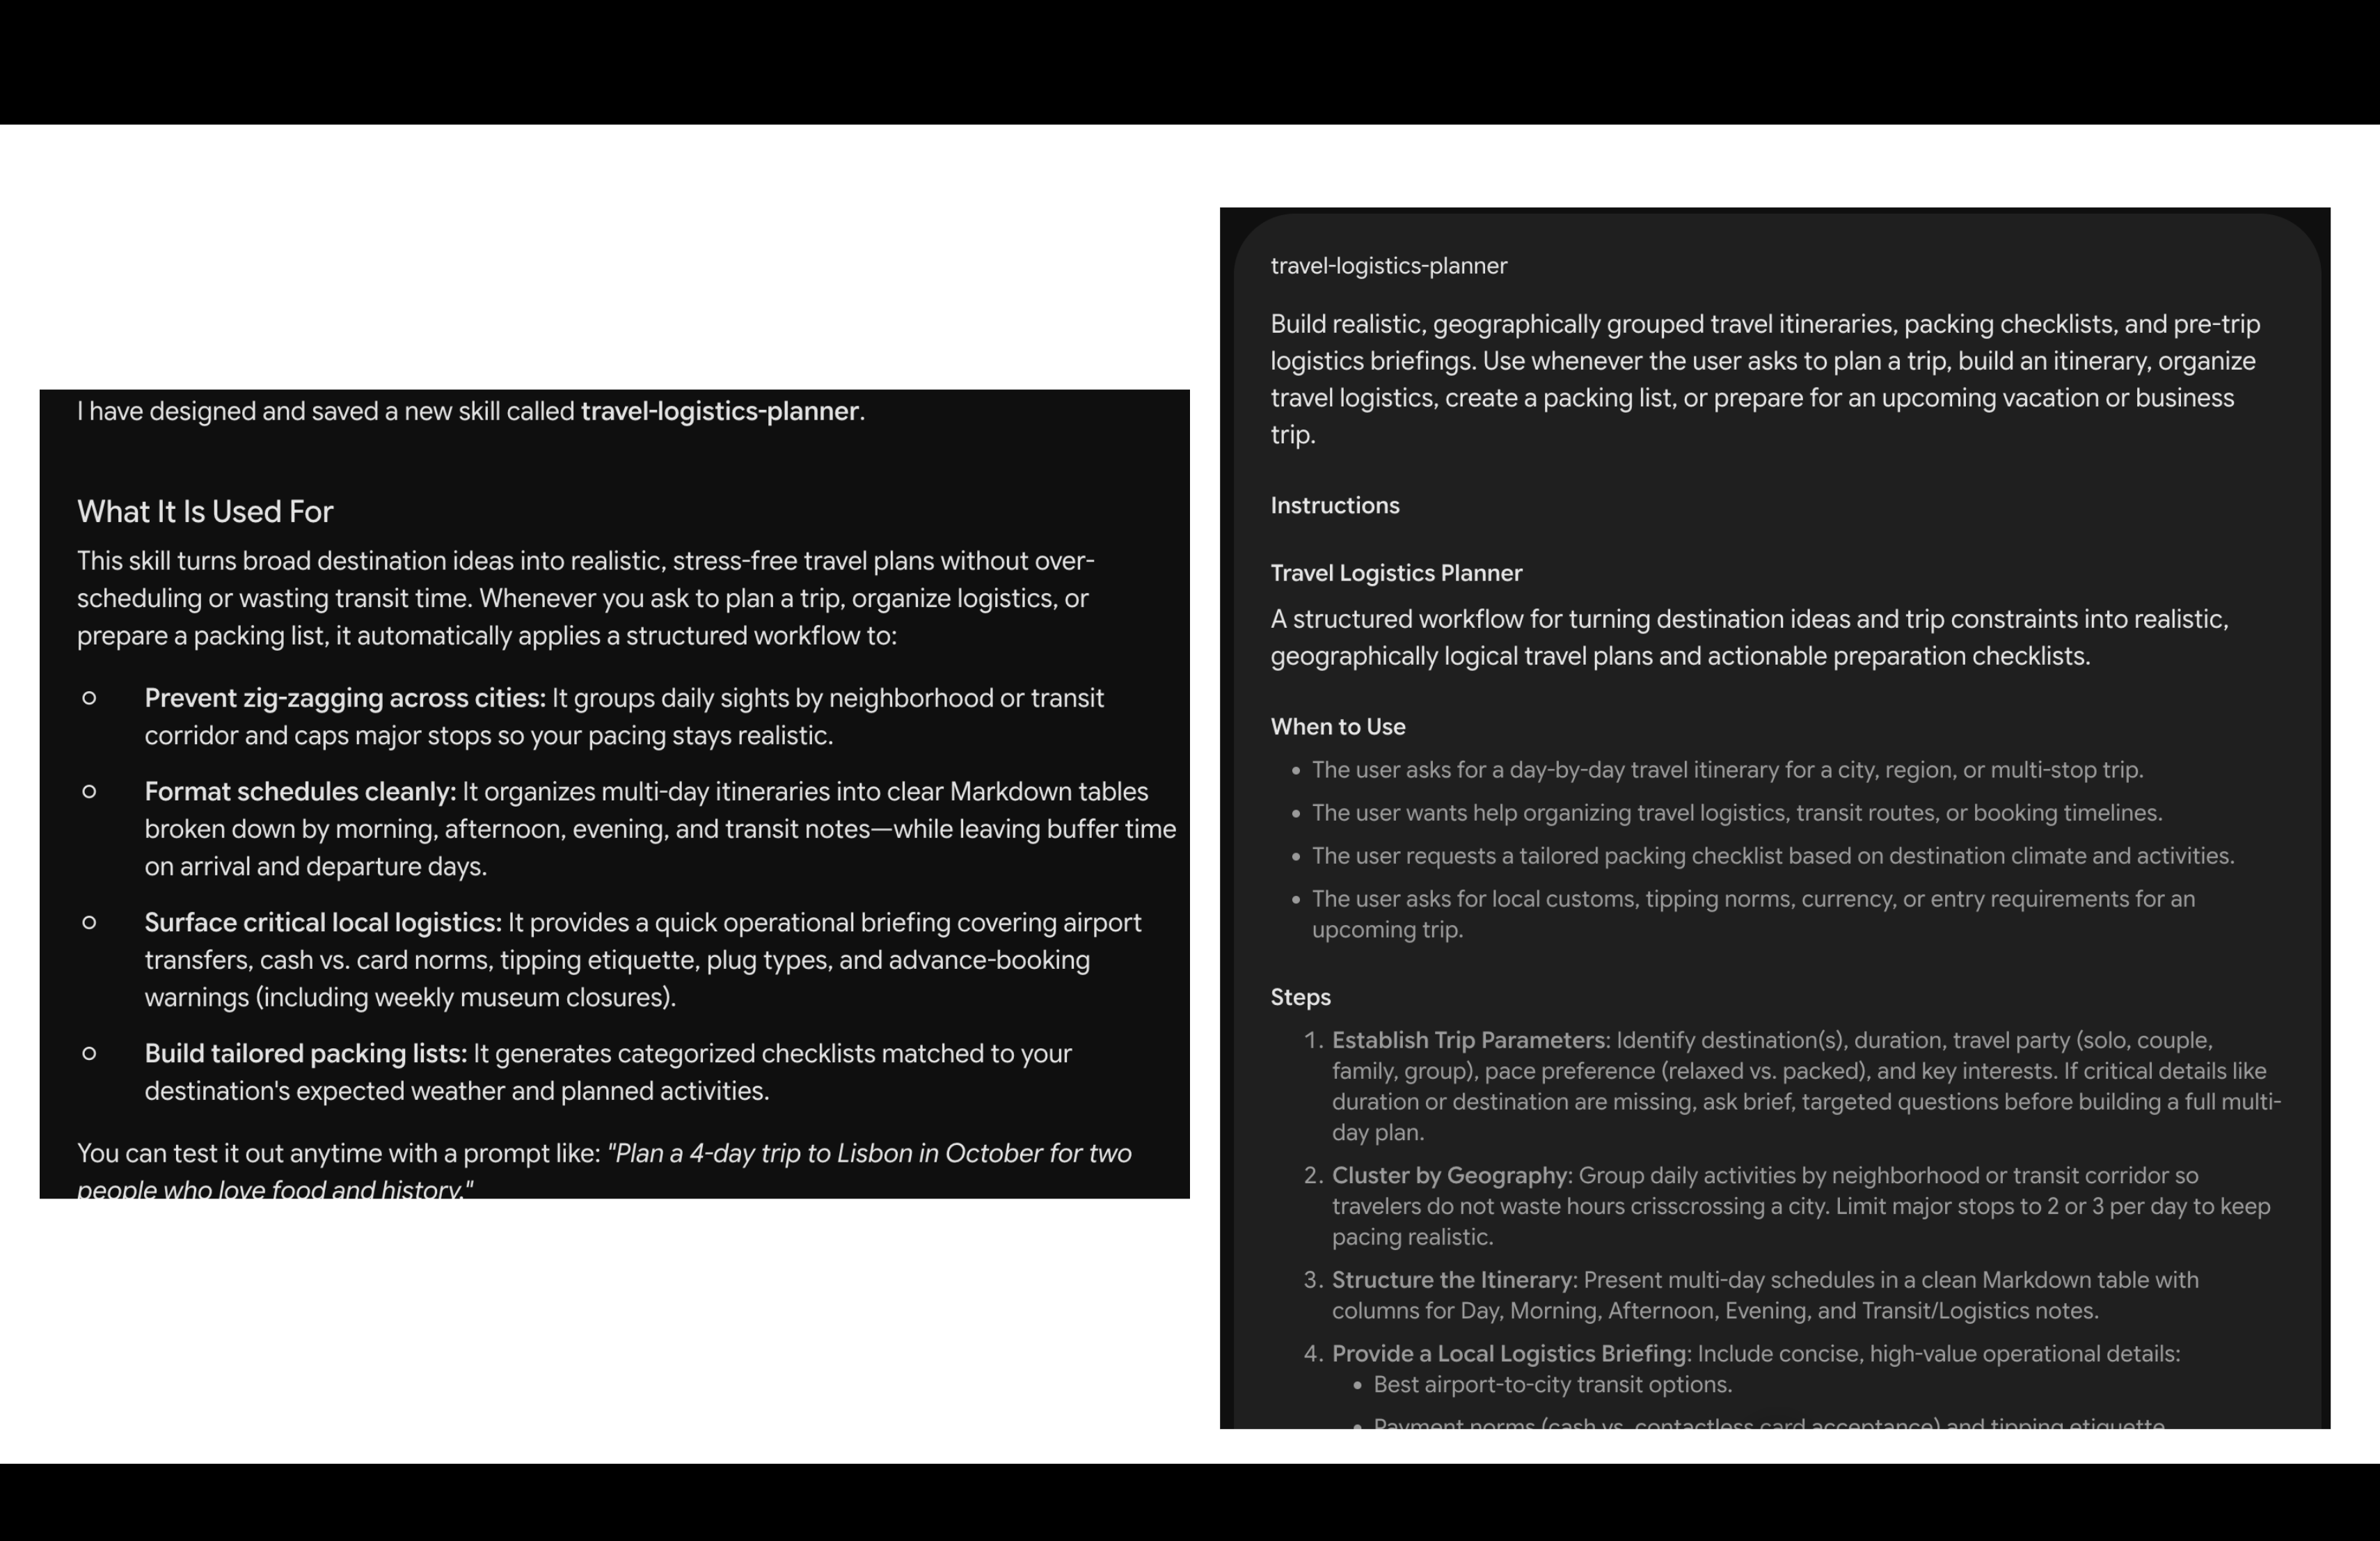 I have designed and saved a new skill called travel-logistics-planner.
What It Is Used For
This skill turns broad destination ideas into realistic, stress-free travel plans without over-
scheduling or wasting transit time. Whenever you ask to plan a trip, organize logistics, or
prepare a packing list, it automatically applies a structured workflow to:
Prevent zig-zagging across cities: It groups daily sights by neighborhood or transit
corridor and caps major stops so your pacing stays realistic.
Format schedules cleanly: It organizes multi-day itineraries into clear Markdown tables
broken down by morning, afternoon, evening, and transit notes—while leaving buffer time
on arrival and departure days.
Surface critical local logistics: It provides a quick operational briefing covering airport
transfers, cash vs. card norms, tipping etiquette, plug types, and advance-booking
warnings (including weekly museum closures).
Build tailored packing lists: It generates categorized checklists matched to your
destination's expected weather and planned activities.
You can test it out anytime with a prompt like: "Plan a 4-day trip to Lisbon in October for two
people who love food and history."
travel-logistics-planner
Build realistic, geographically grouped travel itineraries, packing checklists, and pre-trip
logistics briefings. Use whenever the user asks to plan a trip, build an itinerary, organize
travel logistics, create a packing list, or prepare for an upcoming vacation or business
trip.
Instructions
Travel Logistics Planner
A structured workflow for turning destination ideas and trip constraints into realistic,
geographically logical travel plans and actionable preparation checklists.
When to Use
• The user asks for a day-by-day travel itinerary for a city, region, or multi-stop trip.
• The user wants help organizing travel logistics, transit routes, or booking timelines.
• The user requests a tailored packing checklist based on destination climate and activities.
• The user asks for local customs, tipping norms, currency, or entry requirements for an
upcoming trip.
Steps
1. Establish Trip Parameters: Identify destination(s), duration, travel party (solo, couple,
family, group), pace preference (relaxed vs. packed), and key interests. If critical details like
duration or destination are missing, ask brief, targeted questions before building a full multi-
day plan.
2. Cluster by Geography: Group daily activities by neighborhood or transit corridor so
travelers do not waste hours crisscrossing a city. Limit major stops to 2 or 3 per day to keep
pacing realistic.
3. Structure the Itinerary: Present multi-day schedules in a clean Markdown table with
columns for Day, Morning, Afternoon, Evening, and Transit/Logistics notes.
4. Provide a Local Logistics Briefing: Include concise, high-value operational details:
• Best airport-to-city transit options.
• Payment norms (cash vs. contactless card acceptance) and tipping etiquette